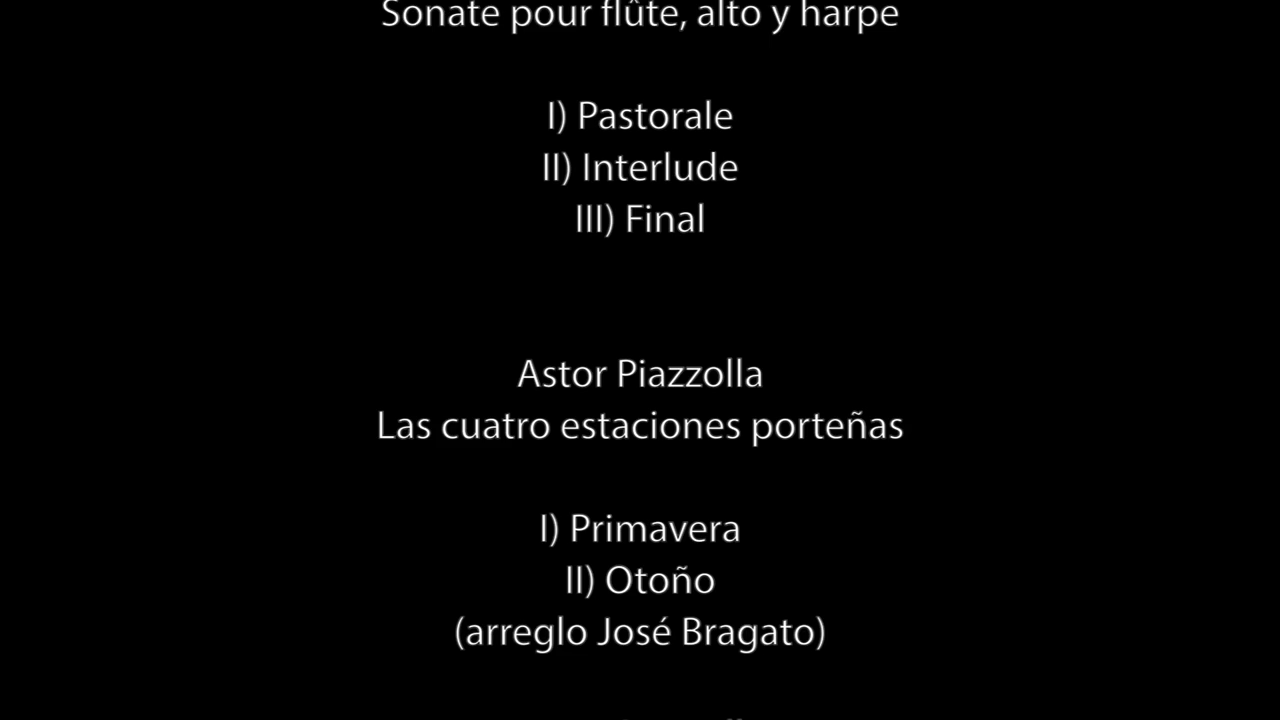 Sonate pour flûte, alto y harpe
I) Pastorale
II) Interlude
III) Final
Astor Piazzolla
Las cuatro estaciones porteñas
I) Primavera
II) Otoño
(arreglo José Bragato)